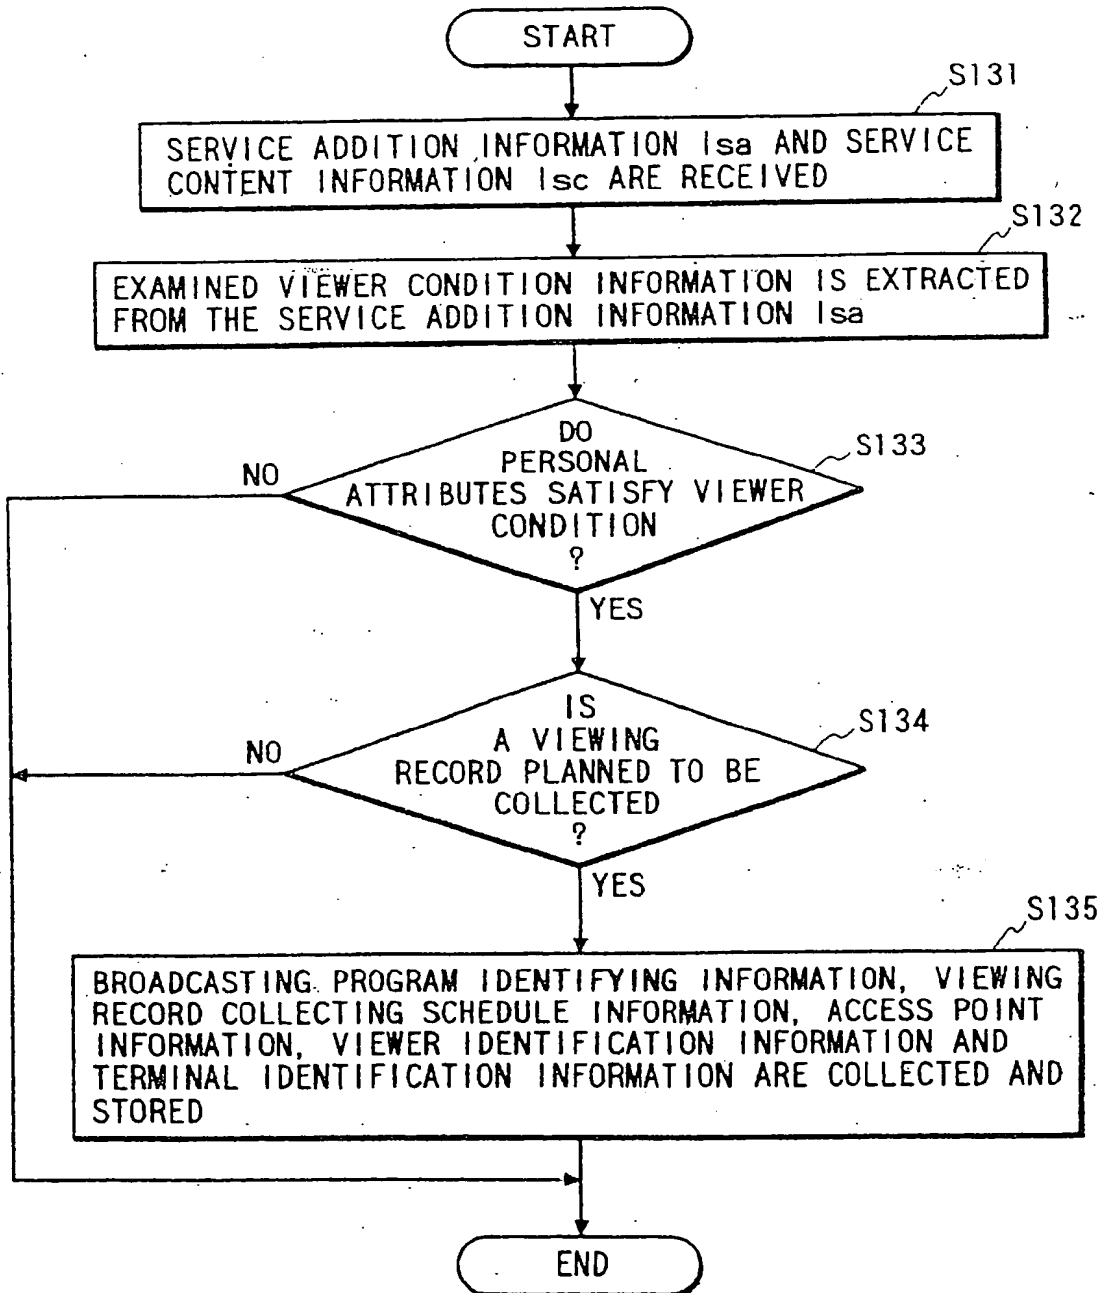 START
S131
SERVICE ADDITION INFORMATION Isa AND SERVICE
CONTENT INFORMATION Isc ARE RECEIVED
S132
EXAMINED VIEWER CONDITION INFORMATION IS EXTRACTED
FROM THE SERVICE ADDITION INFORMATION Isa
DO
PERSONAL
ATTRIBUTES SATISFY VIEWER
CONDITION
?
S133
NO
YES
IS
A VIEWING
RECORD PLANNED TO BE
COLLECTED
?
S134
NO
YES
S135
BROADCASTING PROGRAM IDENTIFYING INFORMATION, VIEWING
RECORD COLLECTING SCHEDULE INFORMATION, ACCESS POINT
INFORMATION, VIEWER IDENTIFICATION INFORMATION AND
TERMINAL IDENTIFICATION INFORMATION ARE COLLECTED AND
STORED
END